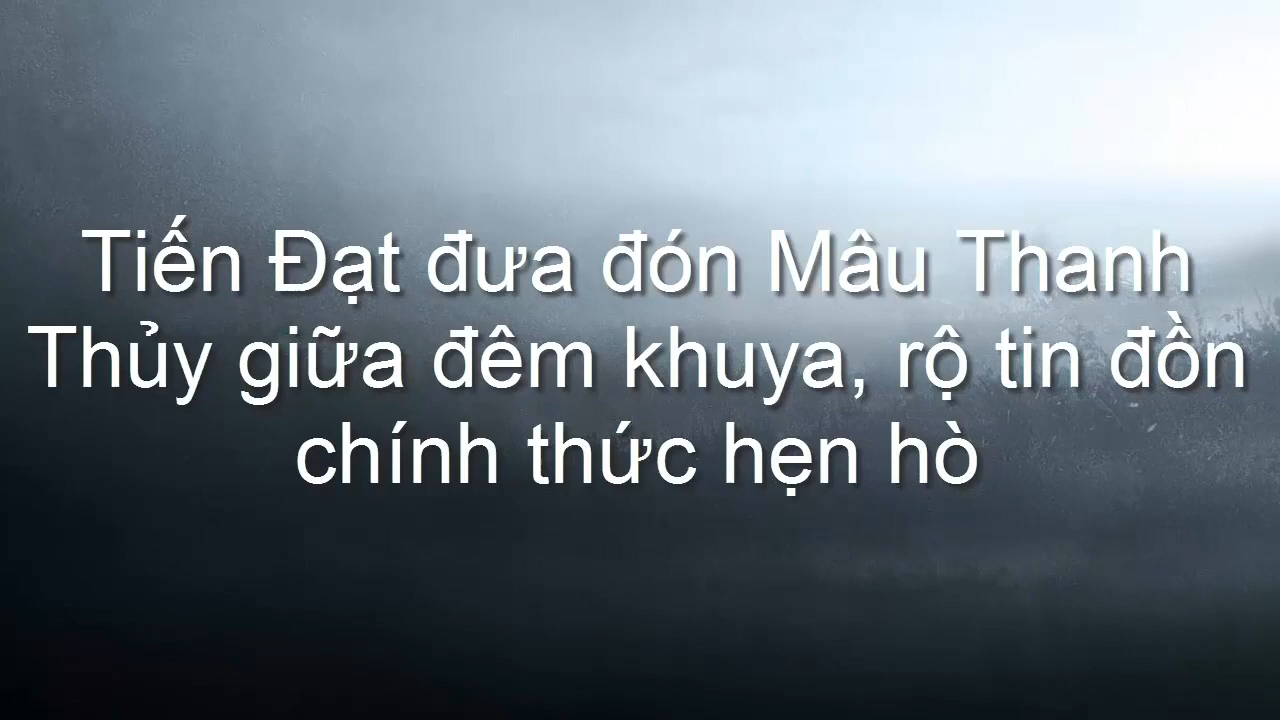 Tiến Đạt đưa đón Mâu Thanh
Thủy giữa đêm khuya, rộ tin đồn
chính thức hẹn hò